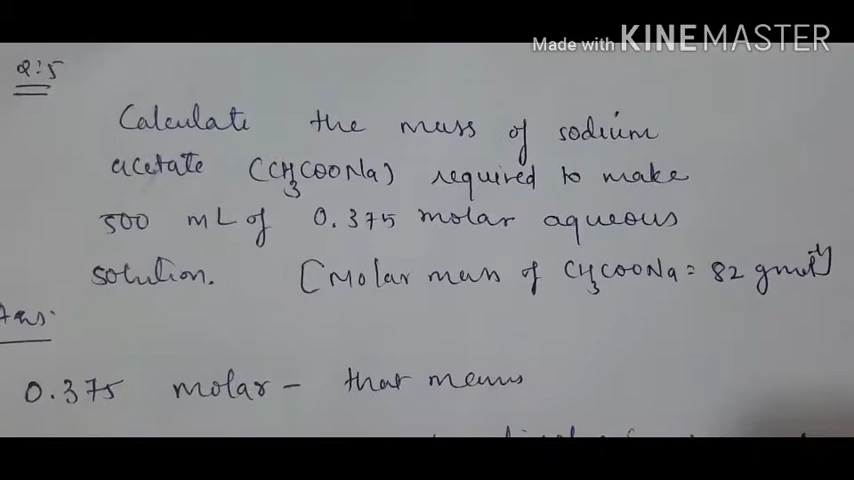 Made with KINEMASTER
Q:5
Calculate the mass of sodium
acetate (CH3COONa) required to make
500 mL of 0.375 molar aqueous
solution. [Molar mass of CH3COONa = 82 gmol-1]
Ans:
0.375 molar - that means